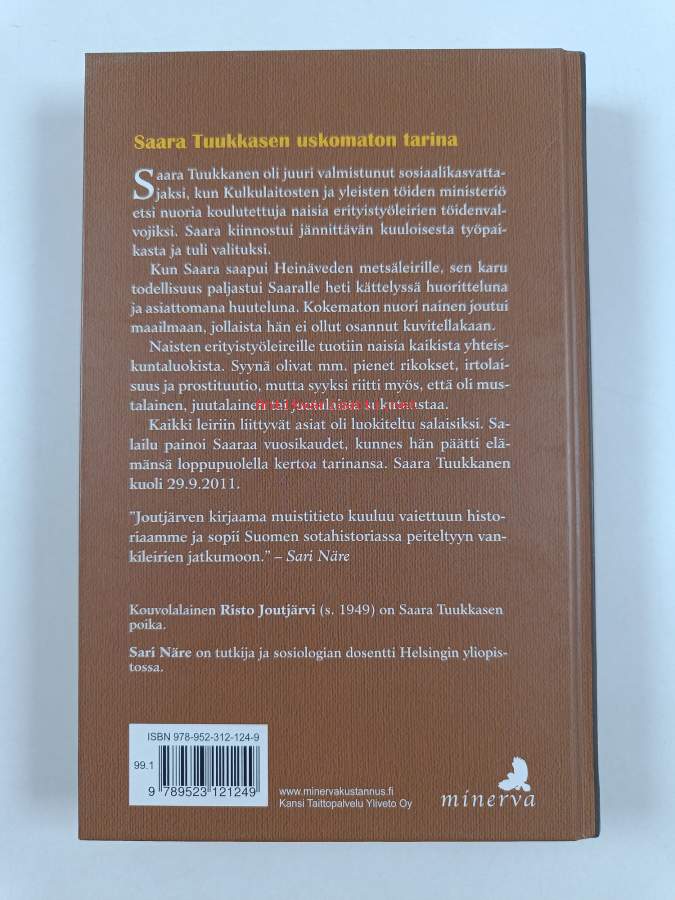 Saara Tuukkasen uskomaton tarina
Saara Tuukkanen oli juuri valmistunut sosiaalikasvatta-
jaksi, kun Kulkulaitosten ja yleisten töiden ministeriö
etsi nuoria koulutettuja naisia erityistyöleirien töidenval-
vojiksi. Saara kiinnostui jännittävän kuuloisesta työpai-
kasta ja tuli valituksi.
Kun Saara saapui Heinäveden metsäleirille, sen karu
todellisuus paljastui Saaralle heti kättelyssä huoritteluna
ja asiattomana huuteluna. Kokematon nuori nainen joutui
maailmaan, jollaista hän ei ollut osannut kuvitellakaan.
Naisten erityistyöleireille tuotiin naisia kaikista yhteis-
kuntaluokista. Syynä olivat mm. pienet rikokset, irtolai-
suus ja prostituutio, mutta syyksi riitti myös, että oli mus-
talainen, juutalainen tai juutalaista sukutaustaa.
Kaikki leiriin liittyvät asiat oli luokiteltu salaisiksi. Sa-
lailu painoi Saaraa vuosikaudet, kunnes hän päätti elä-
mänsä loppupuolella kertoa tarinansa. Saara Tuukkanen
kuoli 29.9.2011.
"Joutjärven kirjaama muistitieto kuuluu vaiettuun histo-
riaamme ja sopii Suomen sotahistoriassa peiteltyyn van-
kileirien jatkumoon." – Sari Näre
Kouvolalainen Risto Joutjärvi (s. 1949) on Saara Tuukkasen
poika.
Sari Näre on tutkija ja sosiologian dosentti Helsingin yliopis-
tossa.
ISBN 978-952-312-124-9
99.1
9 789523 121249
www.minervakustannus.fi
Kansi Taittopalvelu Yliveto Oy
minerva